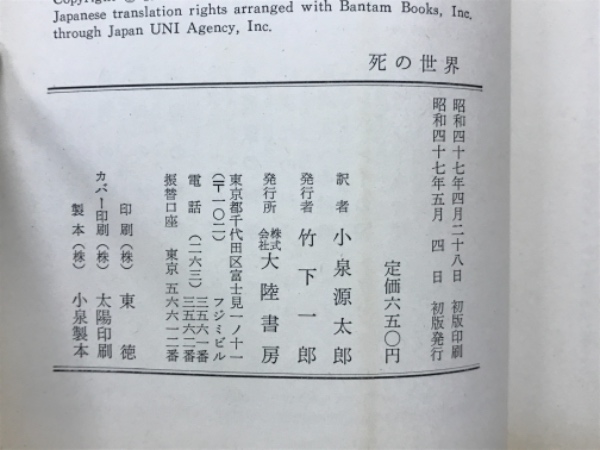 Japanese translation rights arranged with Bantam Books, Inc.
through Japan UNI Agency, Inc.
死の世界
昭和四十七年四月二十八日 初版印刷
昭和四十七年五月 四 日 初版発行
定価六五〇円
訳 者 小泉源太郎
発行者 竹下一郎
発行所 株式会社 大陸書房
東京都千代田区富士見一ノ十一
(〒一〇二) フジミビル
電話 (二六三) 三五六一番
三五六二番
振替口座 東京 五六六一二番
印刷(株) 東徳
カバー印刷(株) 太陽印刷
製本(株) 小泉製本